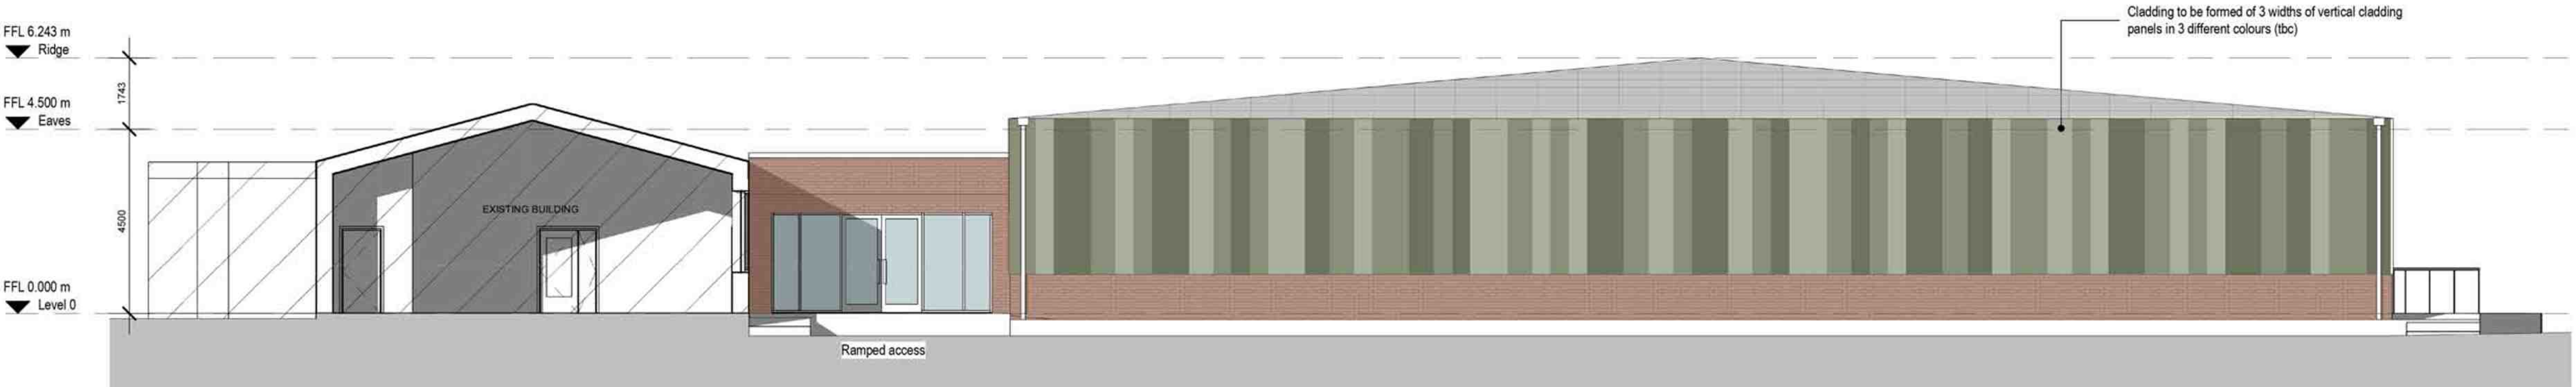 Cladding to be formed of 3 widths of vertical cladding
panels in 3 different colours (tbc)
FFL 6.243 m
Ridge
1743
FFL 4.500 m
Eaves
EXISTING BUILDING
4500
FFL 0.000 m
Level 0
Ramped access